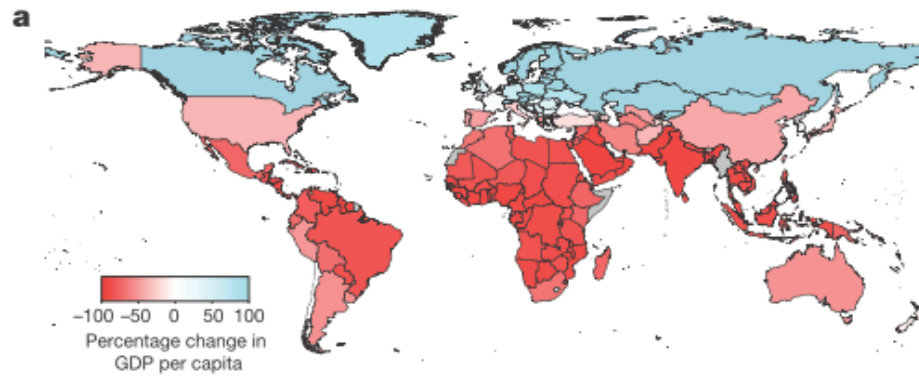 a
−100 −50 0 50 100
Percentage change in
GDP per capita